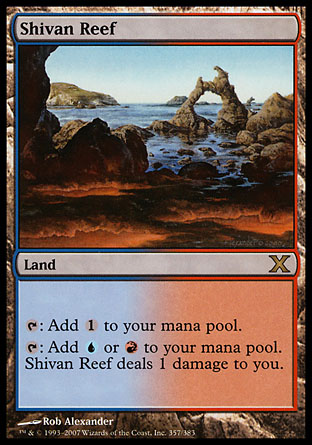 Shivan Reef
Land
X
: Add 1 to your mana pool.
: Add or to your mana pool.
Shivan Reef deals 1 damage to you.
Rob Alexander
™ & © 1993–2007 Wizards of the Coast, Inc. 357/383